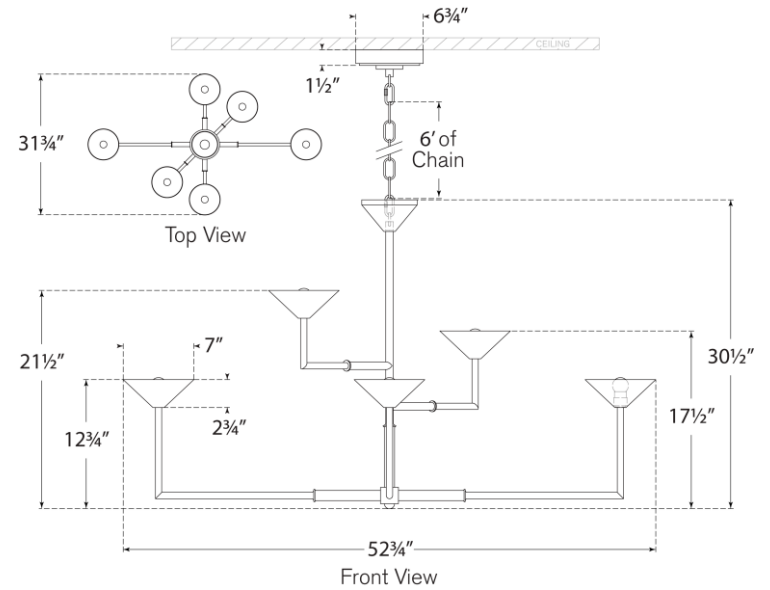 6¾"
CEILING
1½"
31¾"
6' of
Chain
Top View
7"
21½"
30½"
2¾"
12¾"
17½"
52¾"
Front View